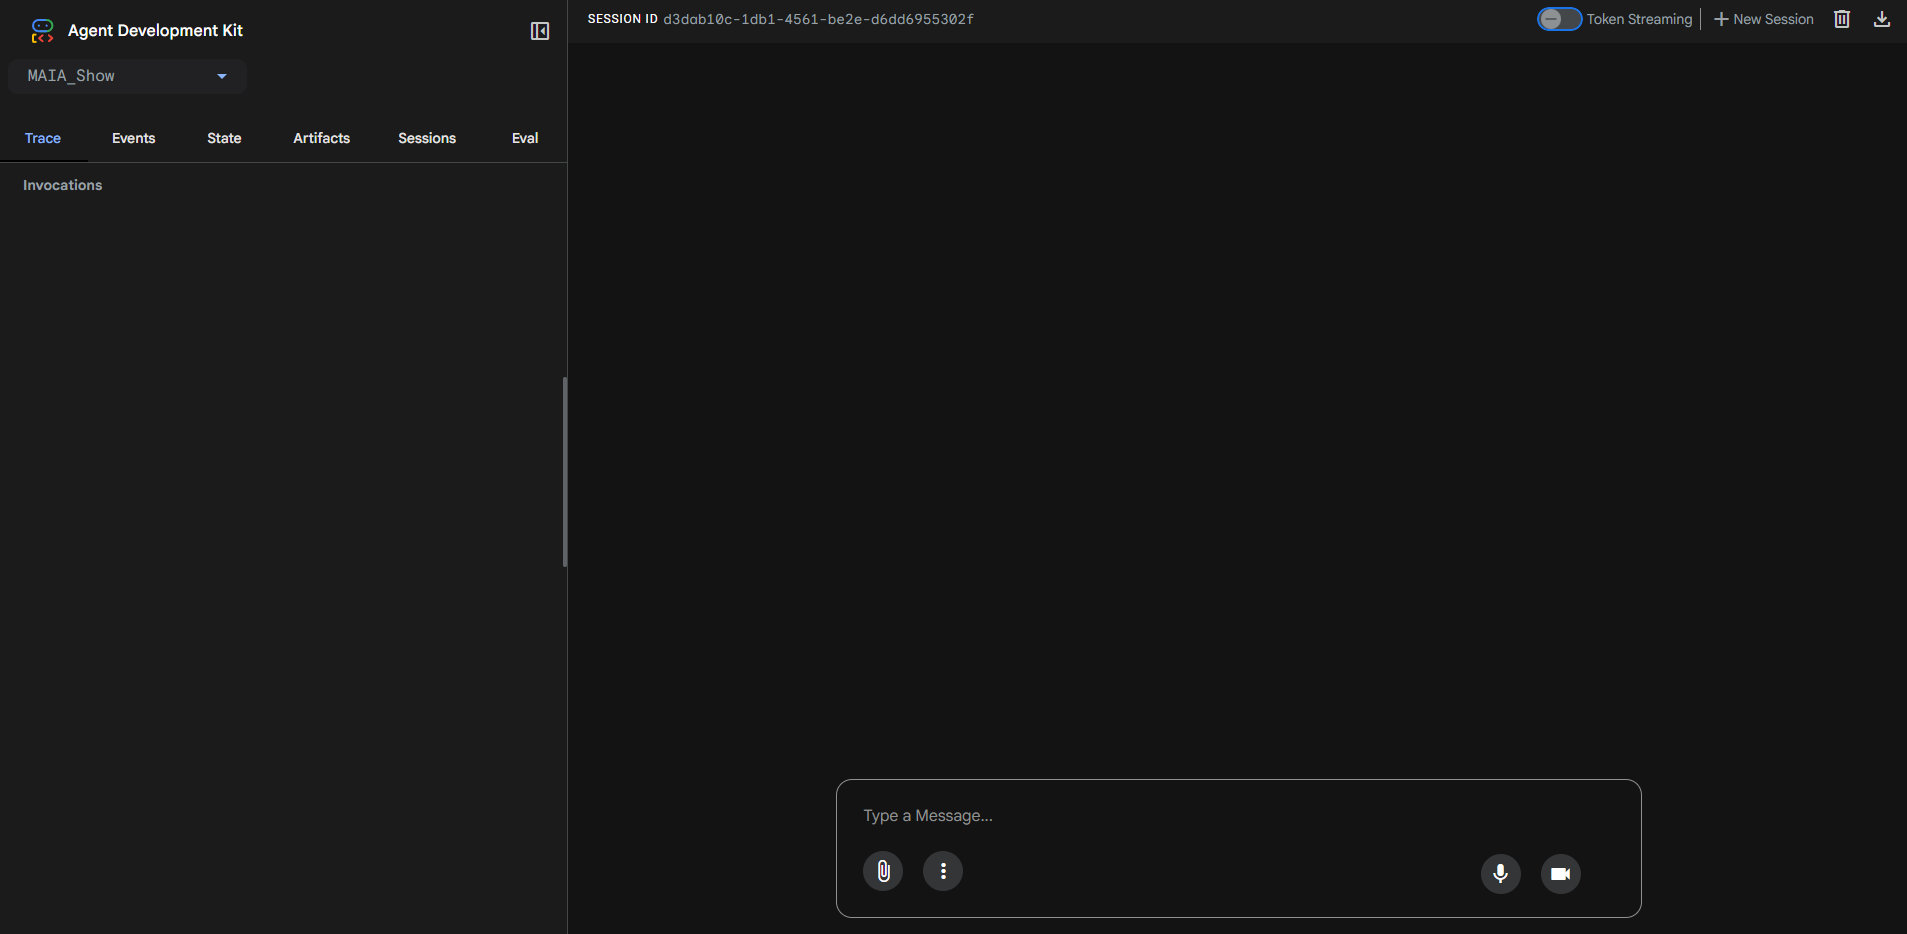 Agent Development Kit
SESSION ID d3dab10c-1db1-4561-be2e-d6dd6955302f
Token Streaming
New Session
MAIA_Show
Trace Events State Artifacts Sessions Eval
Invocations
Type a Message...